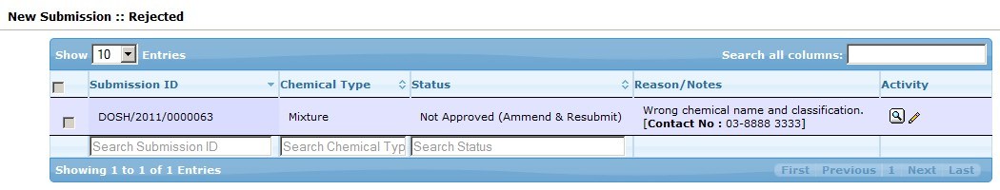 New Submission :: Rejected
Show 10 Entries Search all columns:
Submission ID Chemical Type Status Reason/Notes Activity
DOSH/2011/0000063 Mixture Not Approved (Ammend & Resubmit) Wrong chemical name and classification.
[Contact No : 03-8888 3333]
Search Submission ID Search Chemical Typ Search Status
Showing 1 to 1 of 1 Entries First Previous 1 Next Last